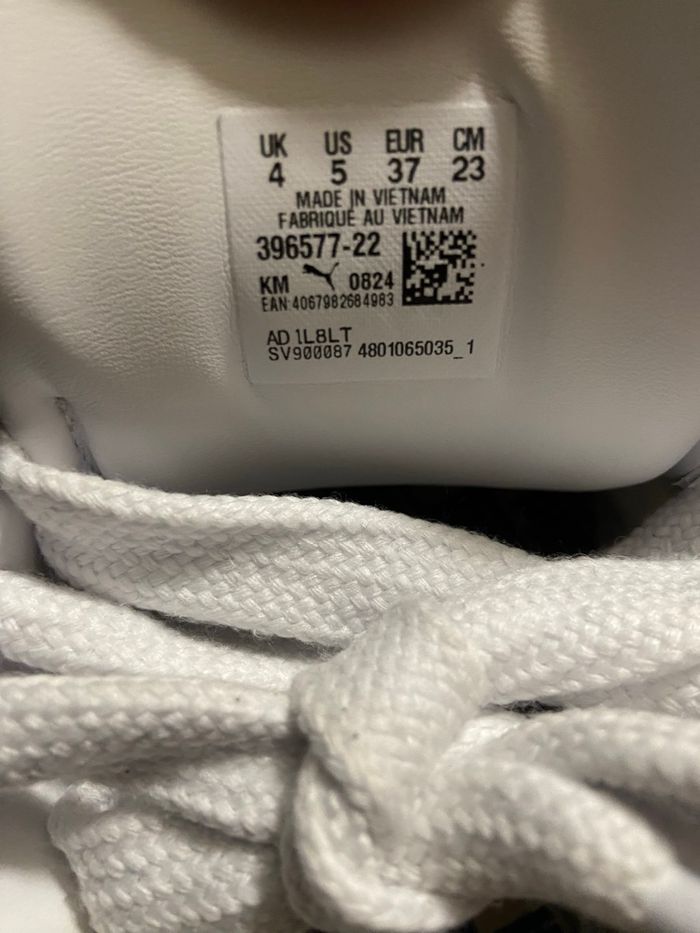 UK US EUR CM
4 5 37 23
MADE IN VIETNAM
FABRIQUÉ AU VIETNAM
396577-22
KM 0824
EAN:4067982684983
AD 1L8LT
SV900087 4801065035_1